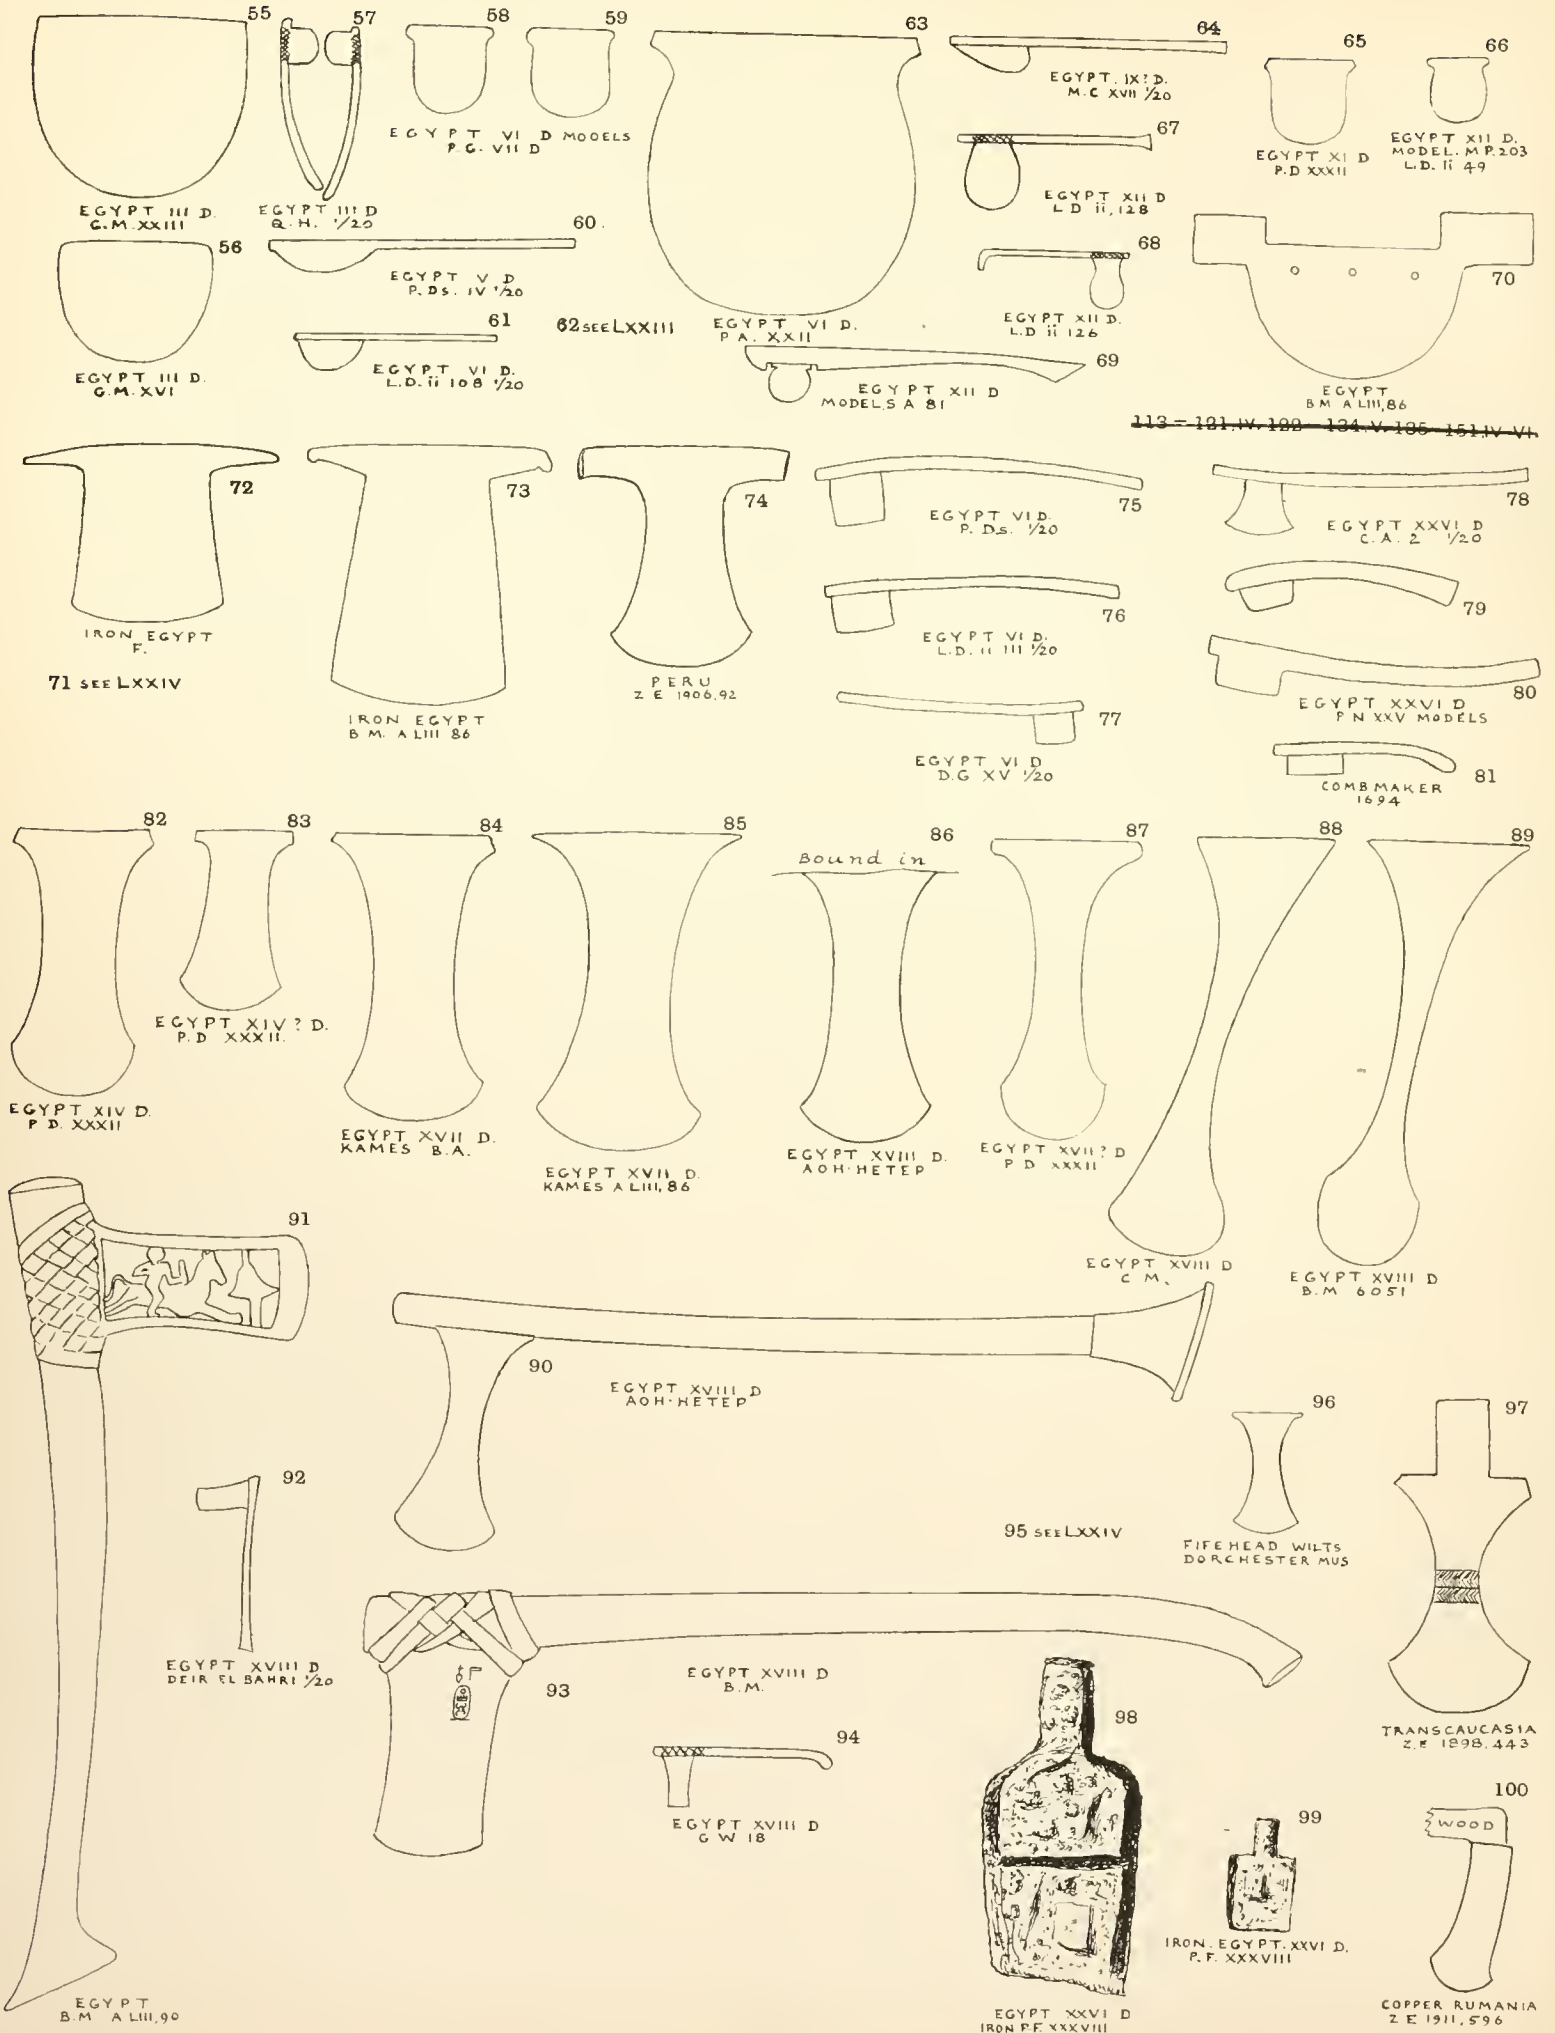 55
EGYPT III D.
G.M. XXIII
57
EGYPT III D
Q.H. 1/20
58
59
EGYPT VI D MODELS
P.G. VII D
63
EGYPT VI D.
P A. XXII
64
EGYPT. IX? D.
M.C XVII 1/20
65
EGYPT XI D
P.D XXXII
66
EGYPT XII D.
MODEL. M P. 203
L.D. ii 49
67
EGYPT XII D
L D ii, 128
56
EGYPT III D.
G.M. XVI
60.
EGYPT V D
P. Ds. IV 1/20
61
EGYPT VI D.
L.D. ii 108 1/20
62 SEE LXXIII
68
EGYPT XII D.
L.D ii 126
69
EGYPT XII D
MODELS A 81
70
EGYPT
B M A LIII, 86
113 - 121, IV. 122 - 134, V. 135 - 151, IV - VI.
72
IRON EGYPT
F.
71 SEE LXXIV
73
IRON EGYPT
B M. A LIII 86
74
PERU
Z E 1906, 92
75
EGYPT VI D.
P. Ds. 1/20
76
EGYPT VI D.
L.D. ii 111 1/20
77
EGYPT VI D
D.G XV 1/20
78
EGYPT XXVI D
C. A. 2 1/20
79
80
EGYPT XXVI D
P N XXV MODELS
81
COMBMAKER
1694
82
EGYPT XIV D.
P D. XXXII
83
EGYPT XIV? D.
P.D XXXII.
84
EGYPT XVII D.
KAMES B.A.
85
EGYPT XVII D.
KAMES A LIII, 86
86
Bound in
EGYPT XVIII D.
AOH·HETEP
87
EGYPT XVII? D
P D XXXII
88
EGYPT XVIII D
C M.
89
EGYPT XVIII D
B.M 6051
91
EGYPT
B.M A LIII, 90
90
EGYPT XVIII D
AOH·HETEP
92
EGYPT XVIII D
DEIR EL BAHRI 1/20
95 SEE LXXIV
96
FIFEHEAD WILTS
DORCHESTER MUS
97
TRANSCAUCASIA
Z.E 1898.443
93
EGYPT XVIII D
B.M.
94
EGYPT XVIII D
G W 18
98
EGYPT XXVI D
IRON P.F. XXXVIII
99
IRON. EGYPT. XXVI D.
P. F. XXXVIII
100
WOOD
COPPER RUMANIA
Z E 1911, 596